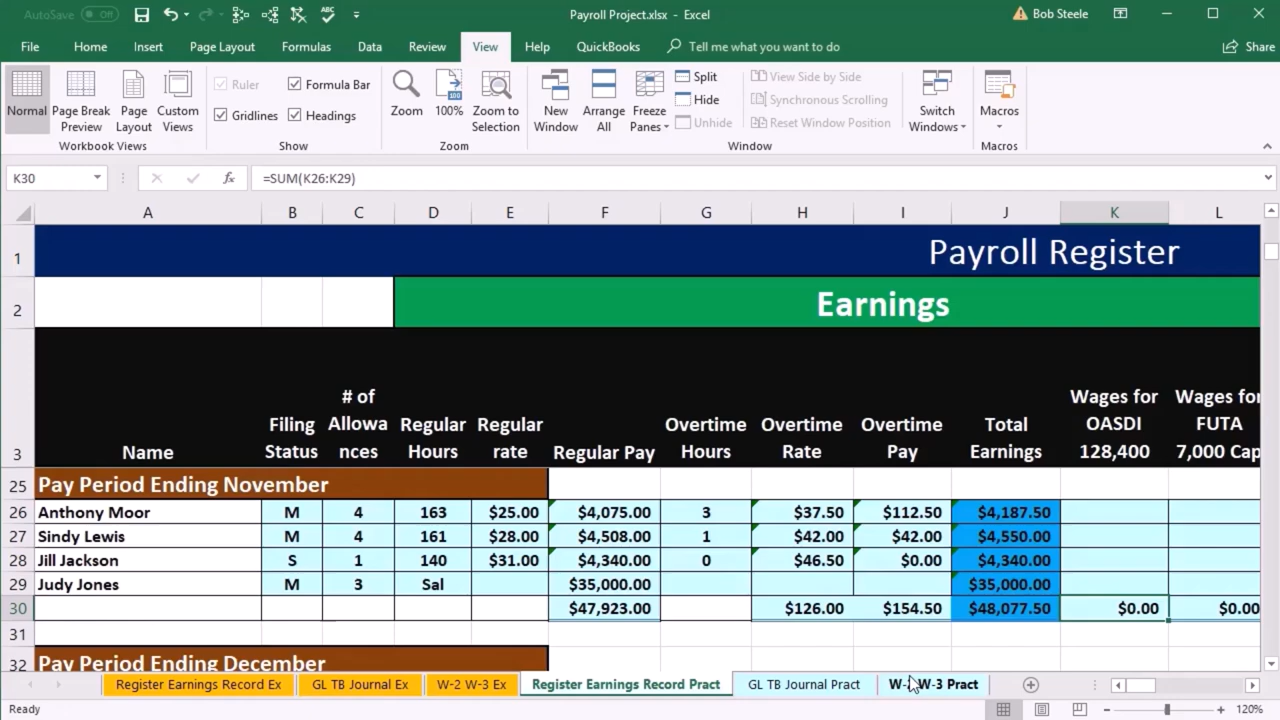 AutoSave Off Payroll Project.xlsx - Excel Bob Steele
File Home Insert Page Layout Formulas Data Review View Help QuickBooks Tell me what you want to do Share
Normal Page Break Preview Page Layout Custom Views
Workbook Views
Ruler Formula Bar
Gridlines Headings
Show
Zoom 100% Zoom to Selection
Zoom
New Window Arrange All Freeze Panes
Split View Side by Side
Hide Synchronous Scrolling
Unhide Reset Window Position
Switch Windows
Window
Macros
Macros
K30 fx =SUM(K26:K29)
A B C D E F G H I J K L
1 Payroll Register
2 Earnings
3 Name Filing Status # of Allowa nces Regular Hours Regular rate Regular Pay Overtime Hours Overtime Rate Overtime Pay Total Earnings Wages for OASDI 128,400 Wages for FUTA 7,000 Cap
25 Pay Period Ending November
26 Anthony Moor M 4 163 $25.00 $4,075.00 3 $37.50 $112.50 $4,187.50
27 Sindy Lewis M 4 161 $28.00 $4,508.00 1 $42.00 $42.00 $4,550.00
28 Jill Jackson S 1 140 $31.00 $4,340.00 0 $46.50 $0.00 $4,340.00
29 Judy Jones M 3 Sal $35,000.00 $35,000.00
30 $47,923.00 $126.00 $154.50 $48,077.50 $0.00 $0.00
31
32 Pay Period Ending December
Register Earnings Record Ex GL TB Journal Ex W-2 W-3 Ex Register Earnings Record Pract GL TB Journal Pract W-2 W-3 Pract
Ready 120%